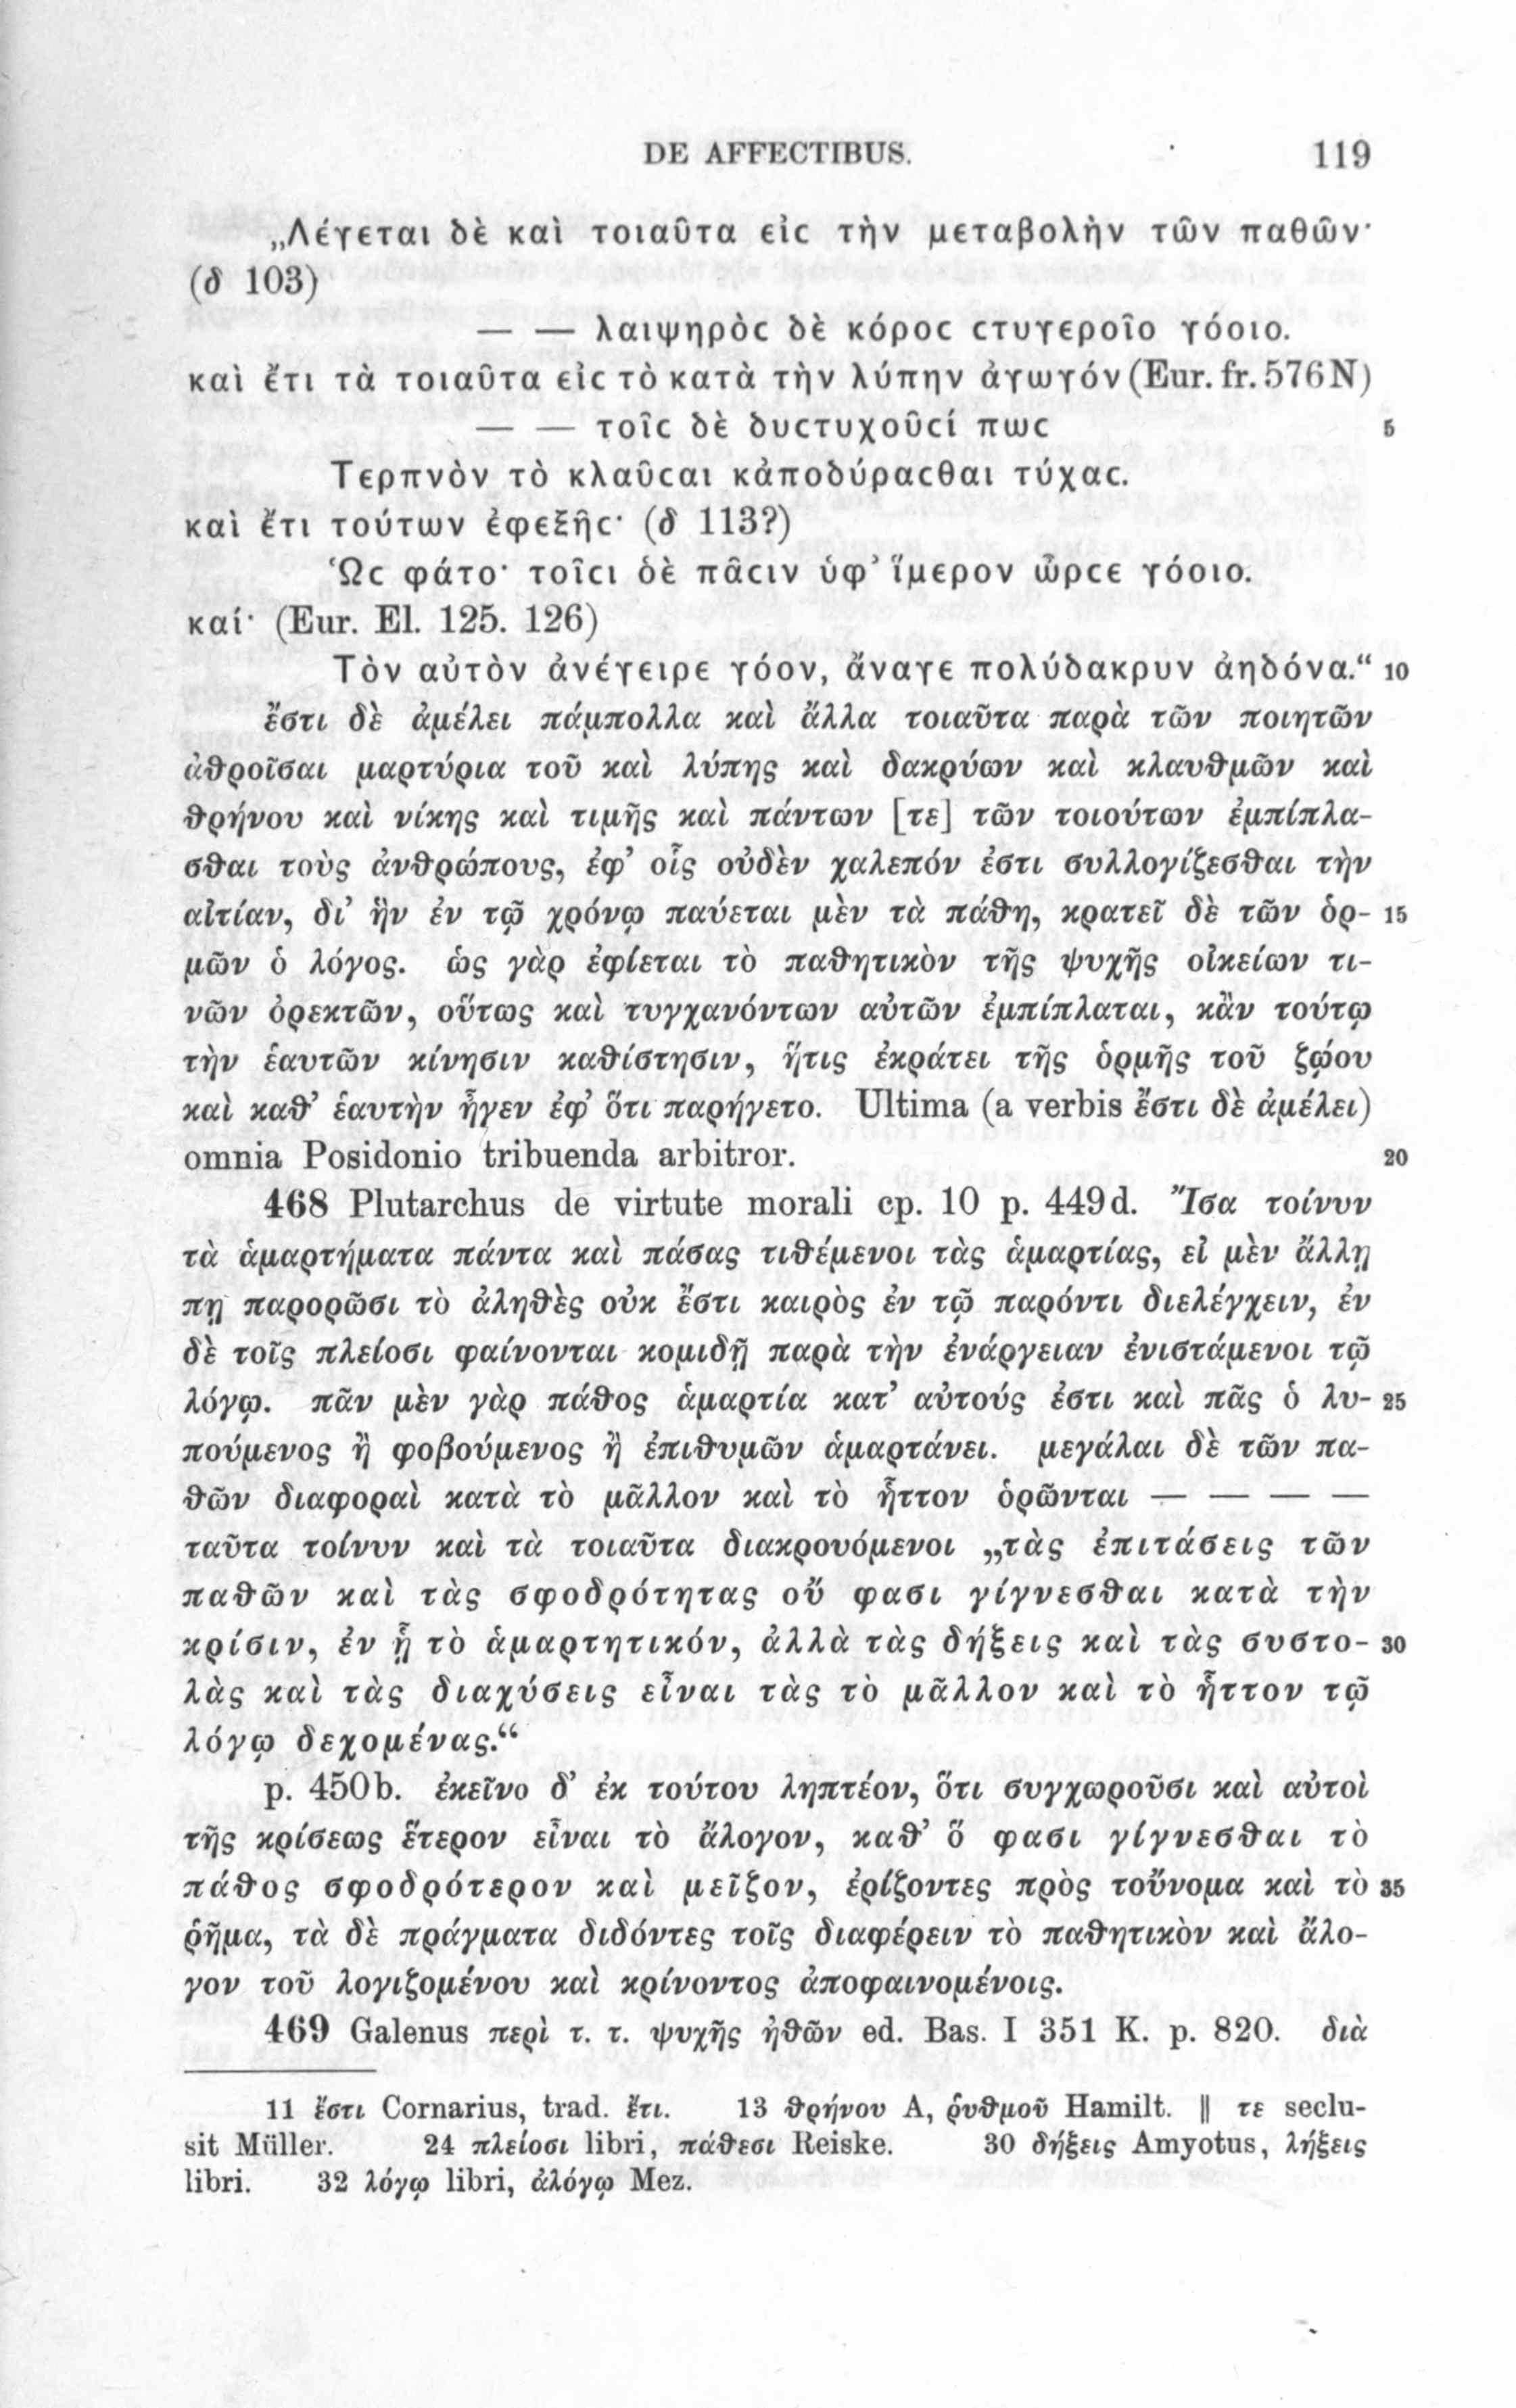 DE AFFECTIBUS. 119
„Λέγεται δὲ καὶ τοιαῦτα εἰϲ τὴν μεταβολὴν τῶν παθῶν·
(δ 103)
— — λαιψηρὸϲ δὲ κόροϲ ϲτυγεροῖο γόοιο.
καὶ ἔτι τὰ τοιαῦτα εἰϲ τὸ κατὰ τὴν λύπην ἀγωγόν (Eur. fr. 576 N)
— — τοῖϲ δὲ δυϲτυχοῦϲί πωϲ 5
Τερπνὸν τὸ κλαῦϲαι κἀποδύραϲθαι τύχαϲ.
καὶ ἔτι τούτων ἐφεξῆϲ· (δ 113?)
Ὣϲ φάτο· τοῖϲι δὲ πᾶϲιν ὑφ’ ἵμερον ὦρϲε γόοιο.
καί· (Eur. El. 125. 126)
Τὸν αὐτὸν ἀνέγειρε γόον, ἄναγε πολύδακρυν ἀηδόνα.“ 10
ἔστι δὲ ἀμέλει πάμπολλα καὶ ἄλλα τοιαῦτα παρὰ τῶν ποιητῶν
ἀθροῖσαι μαρτύρια τοῦ καὶ λύπης καὶ δακρύων καὶ κλαυθμῶν καὶ
θρήνου καὶ νίκης καὶ τιμῆς καὶ πάντων [τε] τῶν τοιούτων ἐμπίπλα-
σθαι τοὺς ἀνθρώπους, ἐφ’ οἷς οὐδὲν χαλεπόν ἐστι συλλογίζεσθαι τὴν
αἰτίαν, δι’ ἣν ἐν τῷ χρόνῳ παύεται μὲν τὰ πάθη, κρατεῖ δὲ τῶν ὁρ- 15
μῶν ὁ λόγος. ὡς γὰρ ἐφίεται τὸ παθητικὸν τῆς ψυχῆς οἰκείων τι-
νῶν ὀρεκτῶν, οὕτως καὶ τυγχανόντων αὐτῶν ἐμπίπλαται, κἂν τούτῳ
τὴν ἑαυτῶν κίνησιν καθίστησιν, ἥτις ἐκράτει τῆς ὁρμῆς τοῦ ζῴου
καὶ καθ’ ἑαυτὴν ἦγεν ἐφ’ ὅτι παρήγετο. Ultima (a verbis ἔστι δὲ ἀμέλει)
omnia Posidonio tribuenda arbitror. 20
468 Plutarchus de virtute morali cp. 10 p. 449d. Ἴσα τοίνυν
τὰ ἁμαρτήματα πάντα καὶ πάσας τιθέμενοι τὰς ἁμαρτίας, εἰ μὲν ἄλλῃ
πῃ παρορῶσι τὸ ἀληθὲς οὐκ ἔστι καιρὸς ἐν τῷ παρόντι διελέγχειν, ἐν
δὲ τοῖς πλείοσι φαίνονται κομιδῇ παρὰ τὴν ἐνάργειαν ἐνιστάμενοι τῷ
λόγῳ. πᾶν μὲν γὰρ πάθος ἁμαρτία κατ’ αὐτούς ἐστι καὶ πᾶς ὁ λυ- 25
πούμενος ἢ φοβούμενος ἢ ἐπιθυμῶν ἁμαρτάνει. μεγάλαι δὲ τῶν πα-
θῶν διαφοραὶ κατὰ τὸ μᾶλλον καὶ τὸ ἧττον ὁρῶνται — — — —
ταῦτα τοίνυν καὶ τὰ τοιαῦτα διακρουόμενοι „τὰς ἐπιτάσεις τῶν
παθῶν καὶ τὰς σφοδρότητας οὔ φασι γίγνεσθαι κατὰ τὴν
κρίσιν, ἐν ᾗ τὸ ἁμαρτητικόν, ἀλλὰ τὰς δήξεις καὶ τὰς συστο- 30
λὰς καὶ τὰς διαχύσεις εἶναι τὰς τὸ μᾶλλον καὶ τὸ ἧττον τῷ
λόγῳ δεχομένας.“
p. 450b. ἐκεῖνο δ’ ἐκ τούτου ληπτέον, ὅτι συγχωροῦσι καὶ αὐτοὶ
τῆς κρίσεως ἕτερον εἶναι τὸ ἄλογον, καθ’ ὅ φασι γίγνεσθαι τὸ
πάθος σφοδρότερον καὶ μεῖζον, ἐρίζοντες πρὸς τοὔνομα καὶ τὸ 35
ῥῆμα, τὰ δὲ πράγματα διδόντες τοῖς διαφέρειν τὸ παθητικὸν καὶ ἄλο-
γον τοῦ λογιζομένου καὶ κρίνοντος ἀποφαινομένοις.
469 Galenus περὶ τ. τ. ψυχῆς ἠθῶν ed. Bas. I 351 K. p. 820. διὰ
11 ἔστι Cornarius, trad. ἔτι. 13 θρήνου A, ῥυθμοῦ Hamilt. || τε seclu-
sit Müller. 24 πλείοσι libri, πάθεσι Reiske. 30 δήξεις Amyotus, λήξεις
libri. 32 λόγῳ libri, ἀλόγῳ Mez.